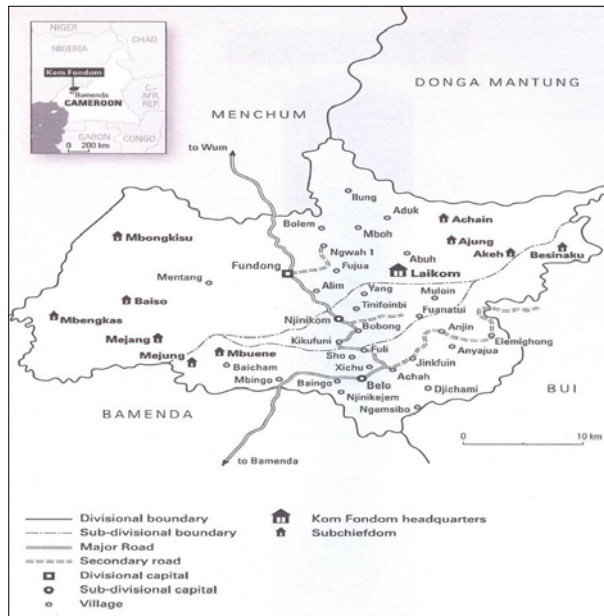 NIGER
NIGERIA
CHAD
Kom Fondom
Bamenda
CAMEROON
C.-
AFR.
REP.
GABON
CONGO
0 200 km
DONGA MANTUNG
MENCHUM
to Wum
Ilung
Aduk
Achain
Bolem
Mboh
Mbongkisu
Ngwah 1
Ajung
Abuh
Akeh
Besinaku
Fundong
Fujua
Laikom
Mentang
Alim
Yang
Muloin
Baiso
Tinifoinbi
Mbengkas
Njinikom
Fuanatui
Bobong
Anjin
Mejang
Kikufuni
Elemighong
Mejung
Mbuene
Fuli
Anyajua
Sho
Jinkfuin
Baicham
Xichu
Achah
Mbingo
Baingo
Belo
Djichami
BUI
Njinikejem
BAMENDA
Ngemsibo
0 10 km
to Bamenda
Divisional boundary
Sub-divisional boundary
Major Road
Secondary road
Divisional capital
Sub-divisional capital
Village
Kom Fondom headquarters
Subchiefdom